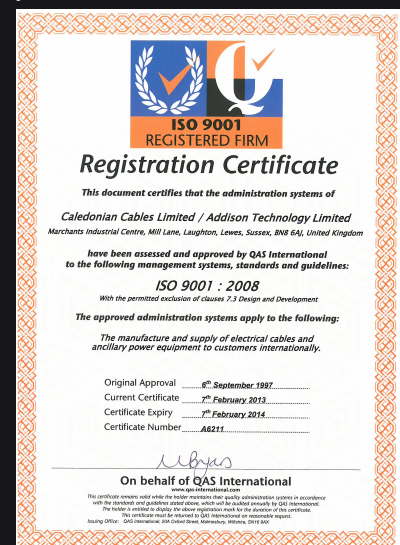 Q
ISO 9001
REGISTERED FIRM
Registration Certificate
This document certifies that the administration systems of
Caledonian Cables Limited / Addison Technology Limited
Marchants Industrial Centre, Mill Lane, Laughton, Lewes, Sussex, BN8 6AJ, United Kingdom
have been assessed and approved by QAS International
to the following management systems, standards and guidelines:
ISO 9001 : 2008
With the permitted exclusion of clauses 7.3 Design and Development
The approved administration systems apply to the following:
The manufacture and supply of electrical cables and
ancillary power equipment to customers internationally.
Original Approval 6th September 1997
Current Certificate 7th February 2013
Certificate Expiry 7th February 2014
Certificate Number A6211
On behalf of QAS International
www.qas-international.com
This certificate remains valid while the holder maintains their quality administration systems in accordance
with the standards and guidelines stated above, which will be audited annually by QAS International.
The holder is entitled to display the above registration mark for the duration of this certificate.
This certificate must be returned to QAS International on reasonable request.
Issuing Office: QAS International, 20A Oxford Street, Malmesbury, Wiltshire, SN16 9AX